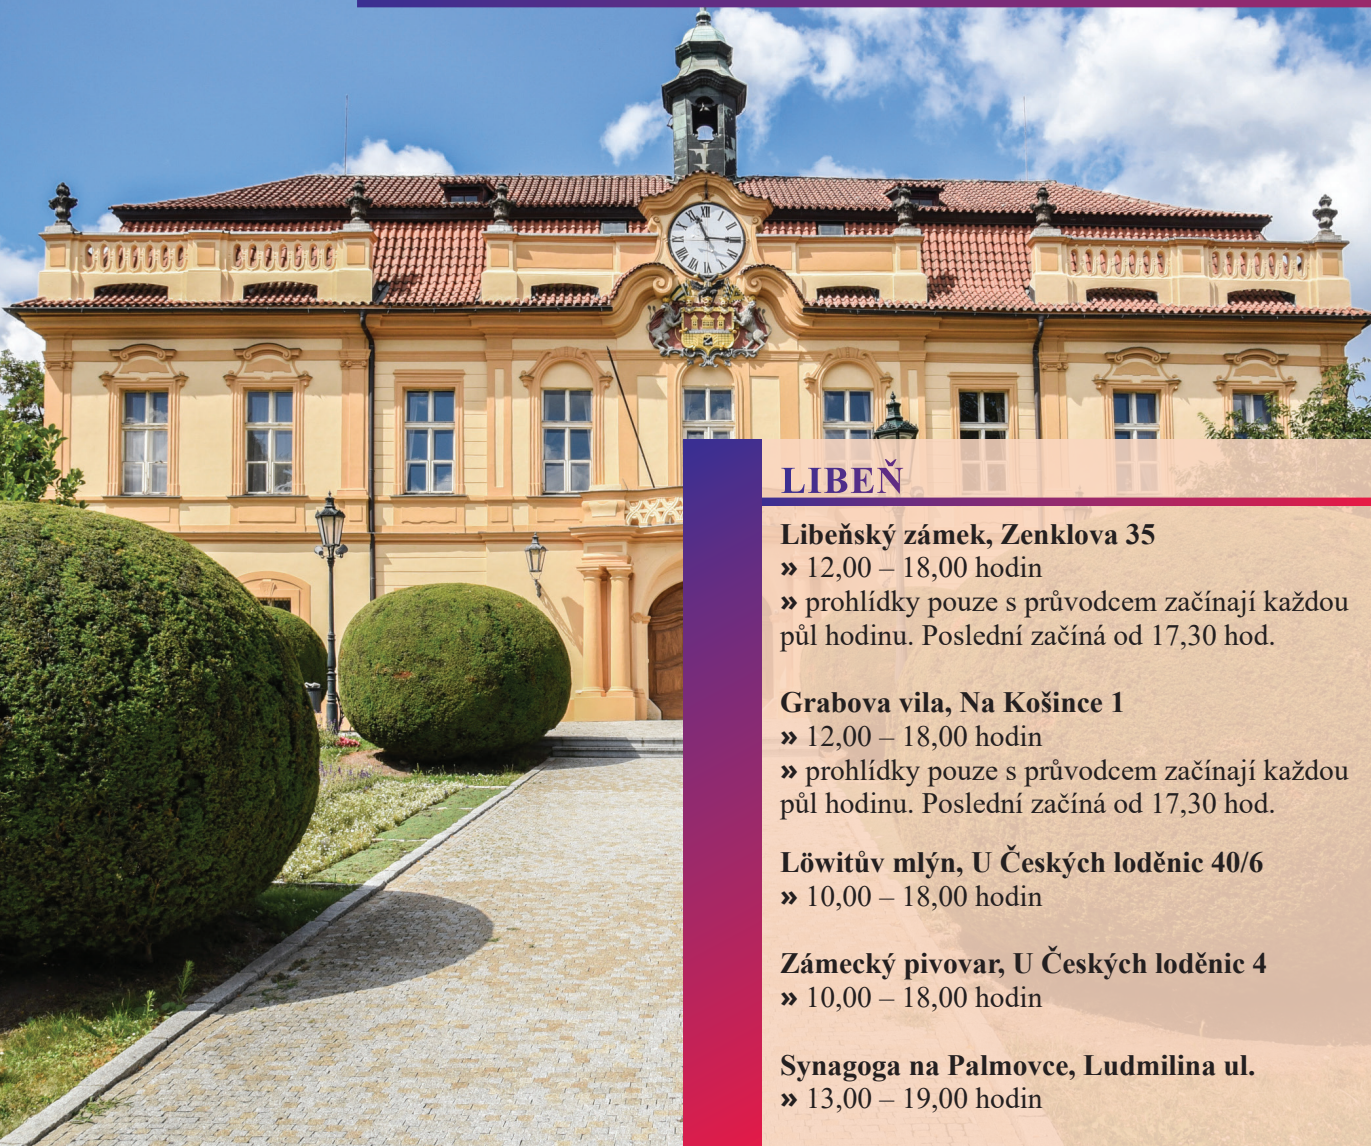 LIBEŇ
Libeňský zámek, Zenklova 35
» 12,00 – 18,00 hodin
» prohlídky pouze s průvodcem začínají každou
půl hodinu. Poslední začíná od 17,30 hod.
Grabova vila, Na Košince 1
» 12,00 – 18,00 hodin
» prohlídky pouze s průvodcem začínají každou
půl hodinu. Poslední začíná od 17,30 hod.
Löwitův mlýn, U Českých loděnic 40/6
» 10,00 – 18,00 hodin
Zámecký pivovar, U Českých loděnic 4
» 10,00 – 18,00 hodin
Synagoga na Palmovce, Ludmilina ul.
» 13,00 – 19,00 hodin